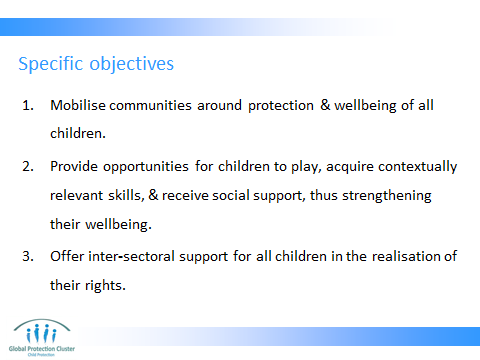 Specific objectives
1. Mobilise communities around protection & wellbeing of all
children.
2. Provide opportunities for children to play, acquire contextually
relevant skills, & receive social support, thus strengthening
their wellbeing.
3. Offer inter-sectoral support for all children in the realisation of
their rights.
Global Protection Cluster
Child Protection